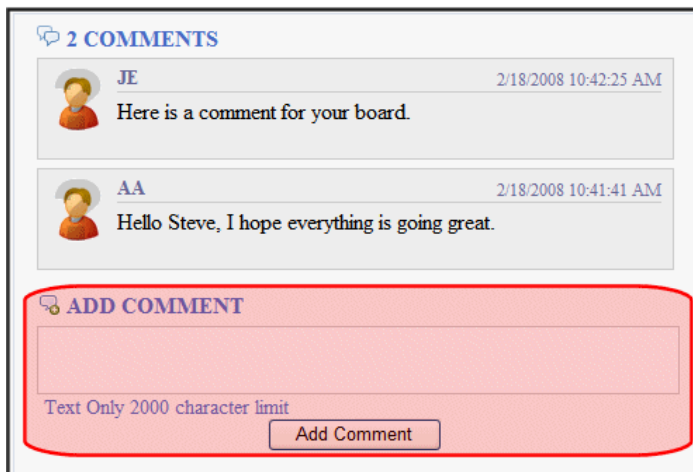 2 COMMENTS
JE 2/18/2008 10:42:25 AM
Here is a comment for your board.
AA 2/18/2008 10:41:41 AM
Hello Steve, I hope everything is going great.
ADD COMMENT
Text Only 2000 character limit
Add Comment